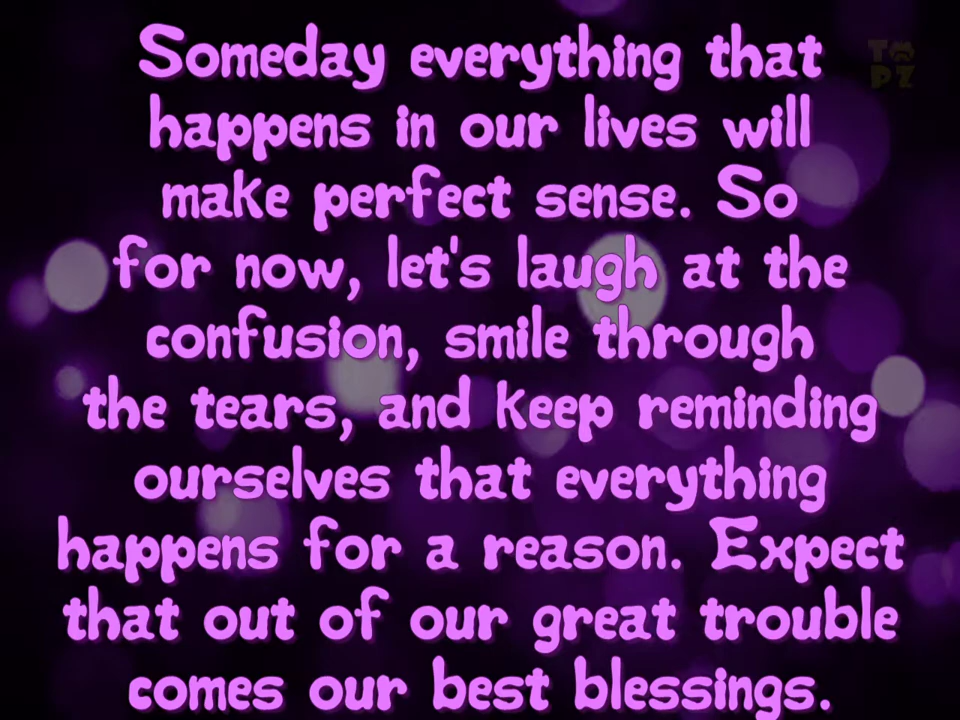 Someday everything that
happens in our lives will
make perfect sense. So
for now, let's laugh at the
confusion, smile through
the tears, and keep reminding
ourselves that everything
happens for a reason. Expect
that out of our great trouble
comes our best blessings.